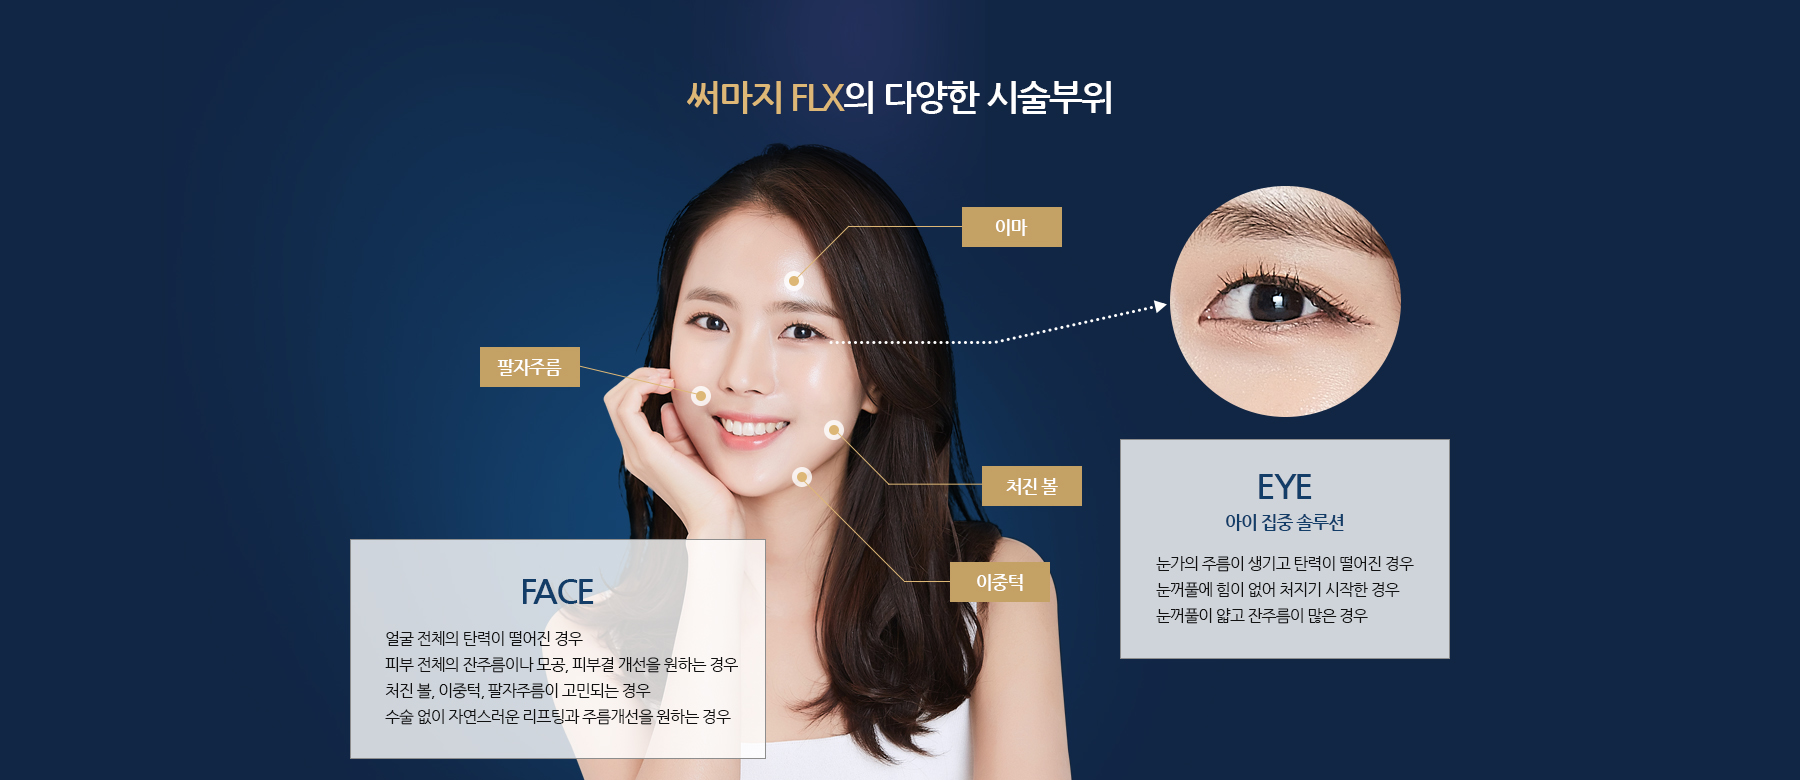 써마지 FLX의 다양한 시술부위
이마
팔자주름
처진 볼
이중턱
EYE
아이 집중 솔루션
눈가의 주름이 생기고 탄력이 떨어진 경우
눈꺼풀에 힘이 없어 처지기 시작한 경우
눈꺼풀이 얇고 잔주름이 많은 경우
FACE
얼굴 전체의 탄력이 떨어진 경우
피부 전체의 잔주름이나 모공, 피부결 개선을 원하는 경우
처진 볼, 이중턱, 팔자주름이 고민되는 경우
수술 없이 자연스러운 리프팅과 주름개선을 원하는 경우